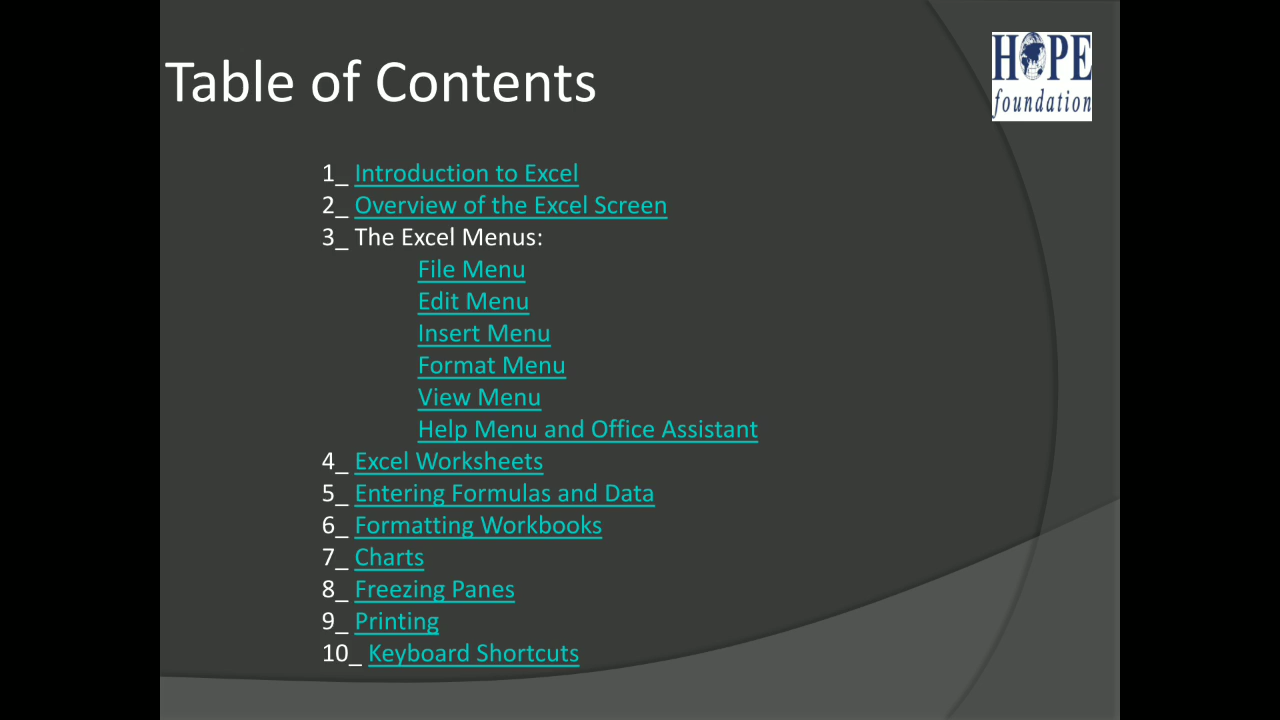 Table of Contents
HOPE
foundation
1_ Introduction to Excel
2_ Overview of the Excel Screen
3_ The Excel Menus:
File Menu
Edit Menu
Insert Menu
Format Menu
View Menu
Help Menu and Office Assistant
4_ Excel Worksheets
5_ Entering Formulas and Data
6_ Formatting Workbooks
7_ Charts
8_ Freezing Panes
9_ Printing
10_ Keyboard Shortcuts